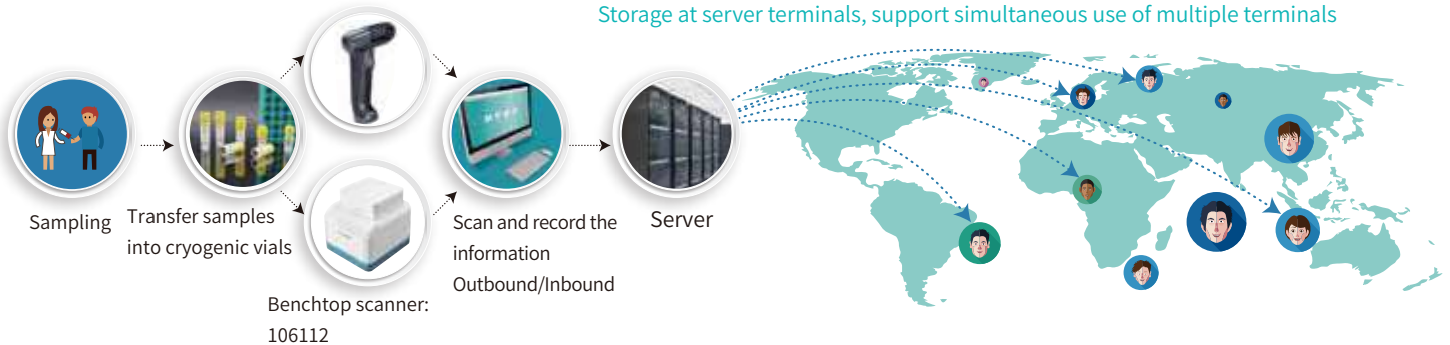 Storage at server terminals, support simultaneous use of multiple terminals
Sampling
Transfer samples
into cryogenic vials
Benchtop scanner:
106112
Scan and record the
information
Outbound/Inbound
Server